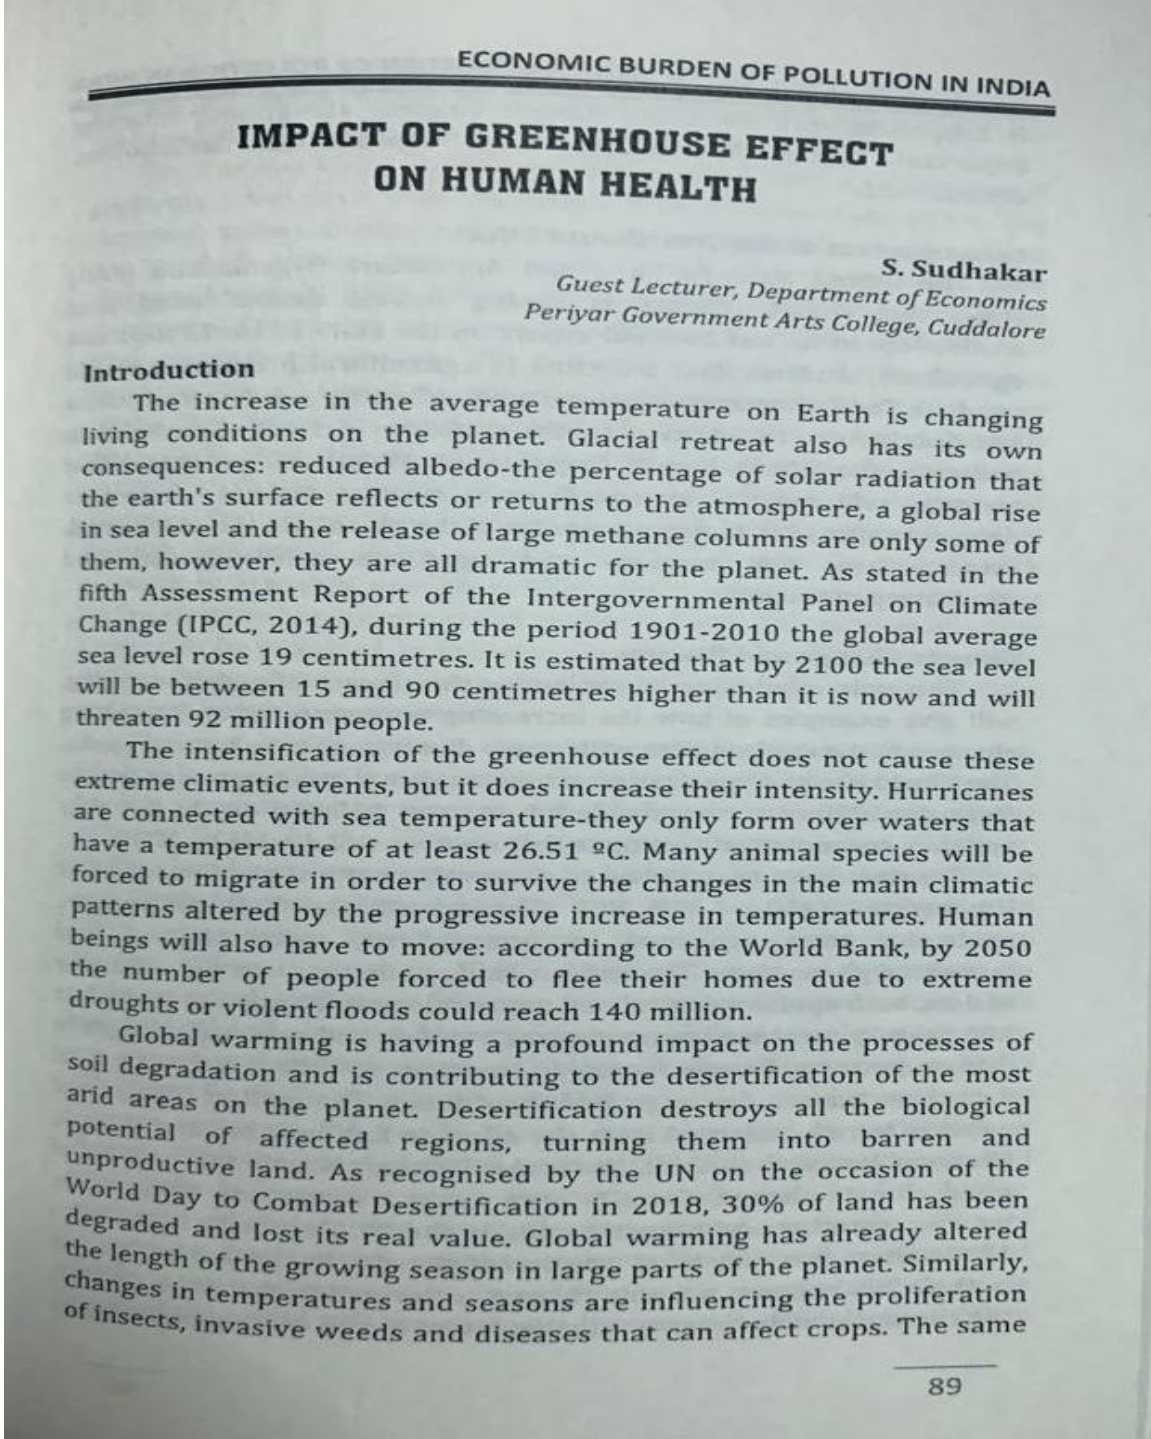 ECONOMIC BURDEN OF POLLUTION IN INDIA
IMPACT OF GREENHOUSE EFFECT
ON HUMAN HEALTH
S. Sudhakar
Guest Lecturer, Department of Economics
Periyar Government Arts College, Cuddalore
Introduction
The increase in the average temperature on Earth is changing
living conditions on the planet. Glacial retreat also has its own
consequences: reduced albedo-the percentage of solar radiation that
the earth's surface reflects or returns to the atmosphere, a global rise
in sea level and the release of large methane columns are only some of
them, however, they are all dramatic for the planet. As stated in the
fifth Assessment Report of the Intergovernmental Panel on Climate
Change (IPCC, 2014), during the period 1901-2010 the global average
sea level rose 19 centimetres. It is estimated that by 2100 the sea level
will be between 15 and 90 centimetres higher than it is now and will
threaten 92 million people.
The intensification of the greenhouse effect does not cause these
extreme climatic events, but it does increase their intensity. Hurricanes
are connected with sea temperature-they only form over waters that
have a temperature of at least 26.51 ºC. Many animal species will be
forced to migrate in order to survive the changes in the main climatic
patterns altered by the progressive increase in temperatures. Human
beings will also have to move: according to the World Bank, by 2050
the number of people forced to flee their homes due to extreme
droughts or violent floods could reach 140 million.
Global warming is having a profound impact on the processes of
soil degradation and is contributing to the desertification of the most
arid areas on the planet. Desertification destroys all the biological
potential of affected regions, turning them into barren and
unproductive land. As recognised by the UN on the occasion of the
World Day to Combat Desertification in 2018, 30% of land has been
degraded and lost its real value. Global warming has already altered
the length of the growing season in large parts of the planet. Similarly,
changes in temperatures and seasons are influencing the proliferation
of insects, invasive weeds and diseases that can affect crops. The same
89